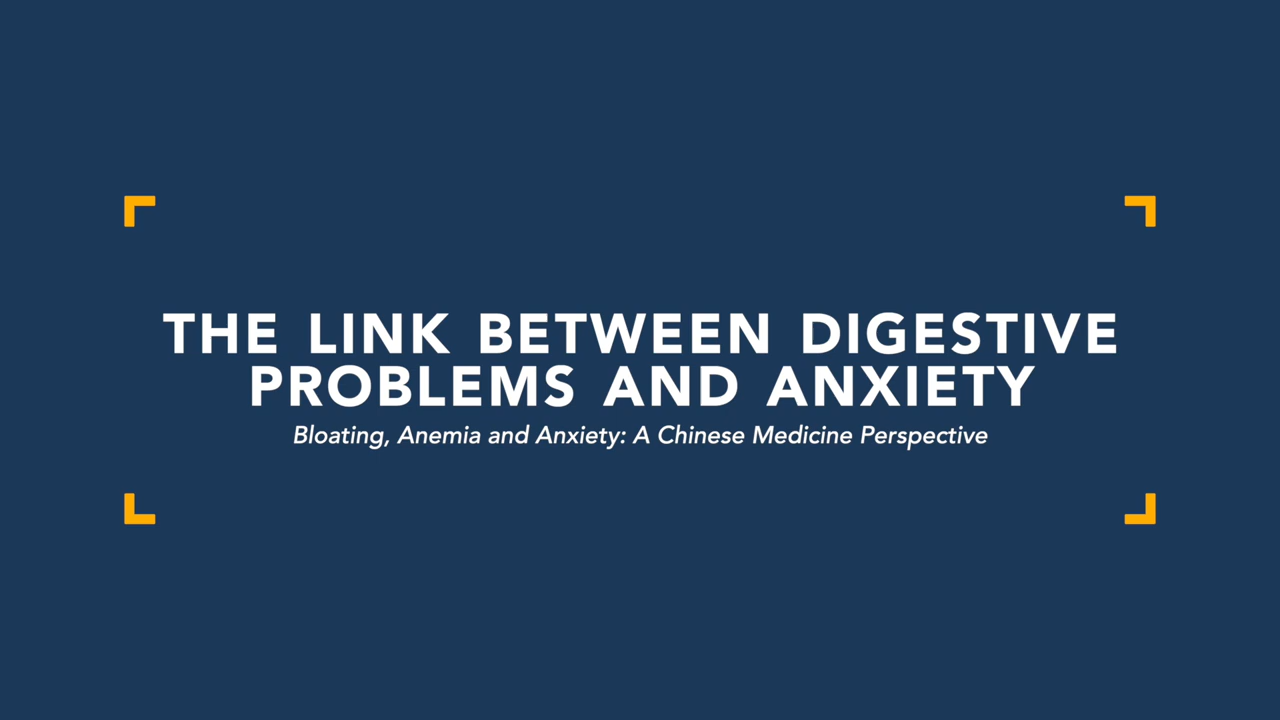 THE LINK BETWEEN DIGESTIVE
PROBLEMS AND ANXIETY
Bloating, Anemia and Anxiety: A Chinese Medicine Perspective